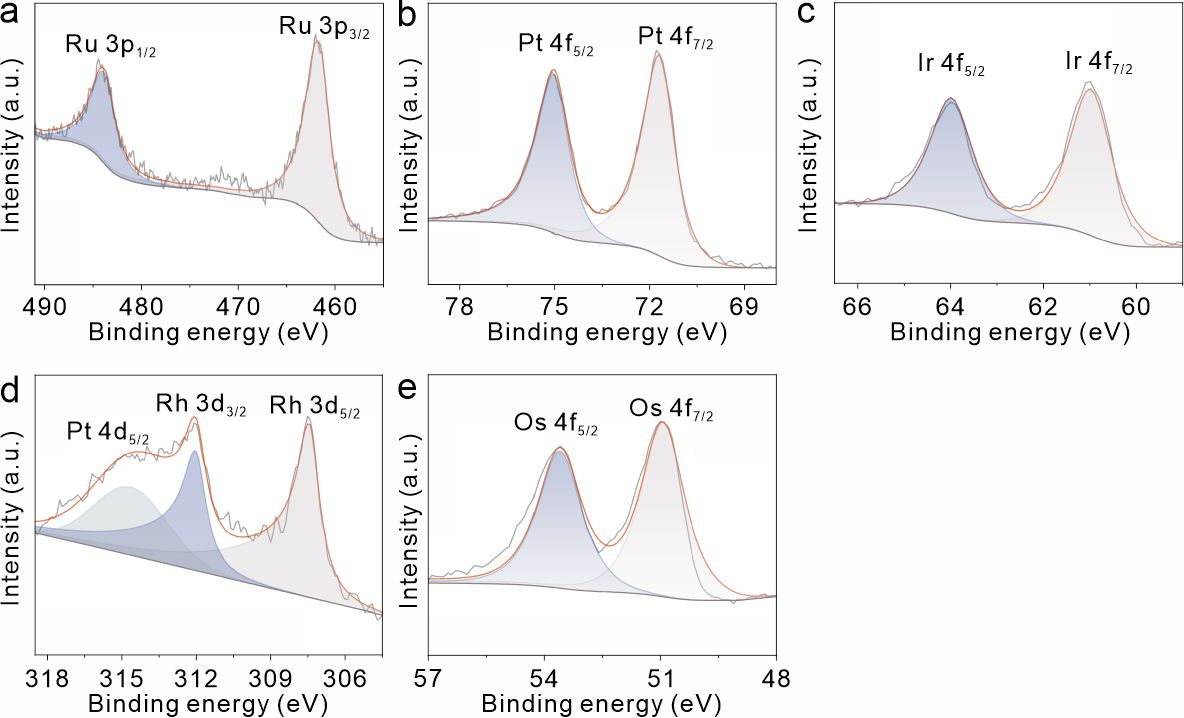 a
Ru 3p1/2
Ru 3p3/2
Intensity (a.u.)
490 480 470 460
Binding energy (eV)
b
Pt 4f5/2
Pt 4f7/2
Intensity (a.u.)
78 75 72 69
Binding energy (eV)
c
Ir 4f5/2
Ir 4f7/2
Intensity (a.u.)
66 64 62 60
Binding energy (eV)
d
Pt 4d5/2
Rh 3d3/2
Rh 3d5/2
Intensity (a.u.)
318 315 312 309 306
Binding energy (eV)
e
Os 4f5/2
Os 4f7/2
Intensity (a.u.)
57 54 51 48
Binding energy (eV)